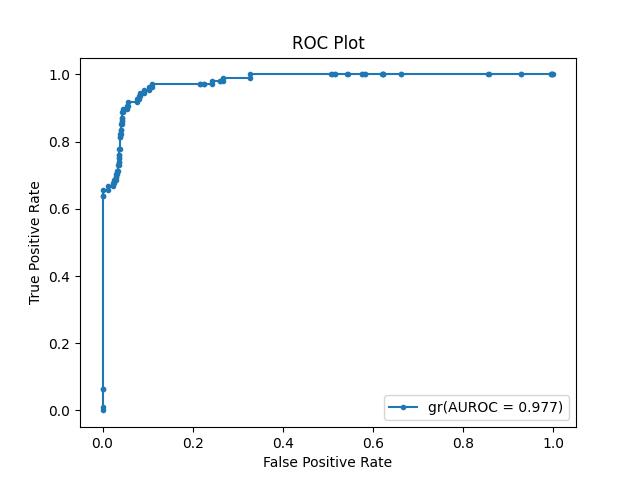 ROC Plot
True Positive Rate
1.0
0.8
0.6
0.4
0.2
0.0
gr(AUROC = 0.977)
0.0 0.2 0.4 0.6 0.8 1.0
False Positive Rate